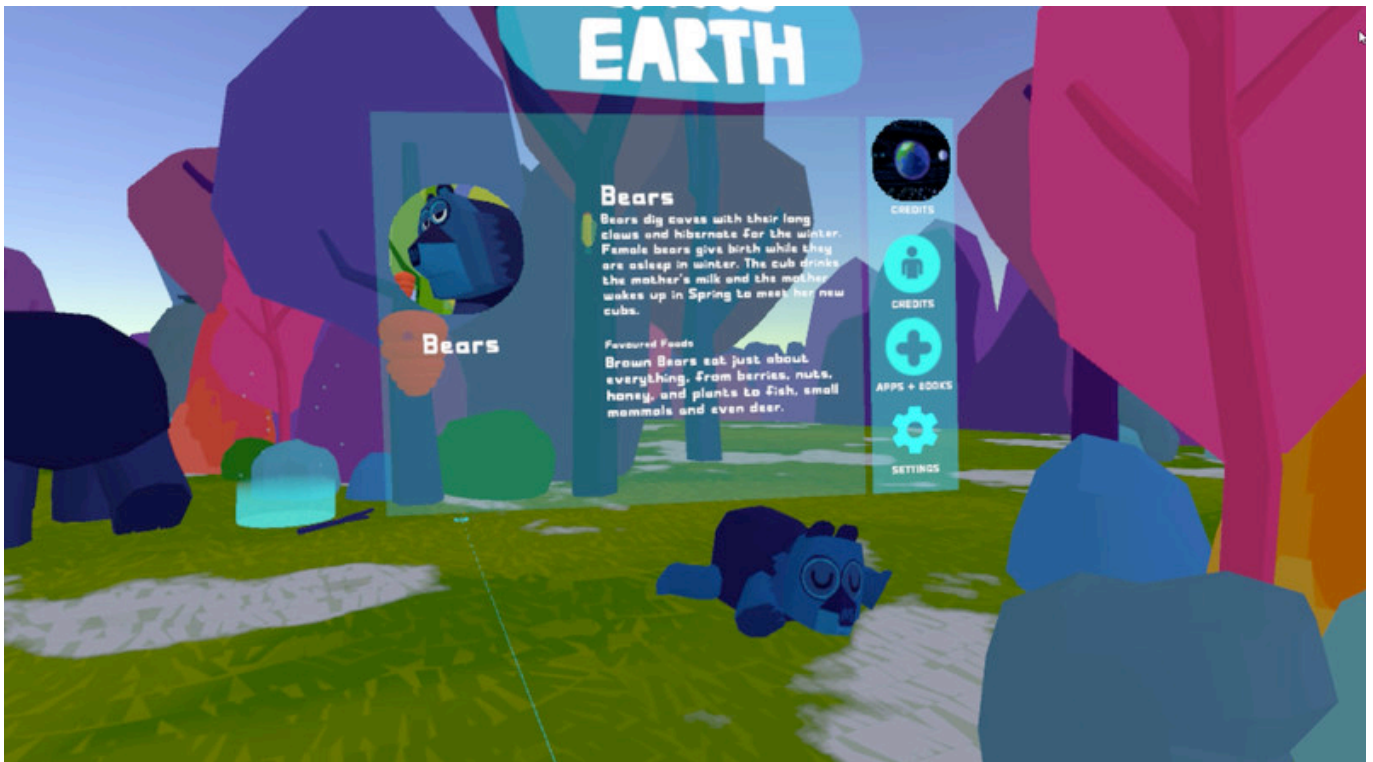 EARTH
Bears
Bears dig caves with their long
claws and hibernate for the winter.
Female bears give birth while they
are asleep in winter. The cub drinks
the mother's milk and the mother
wakes up in Spring to meet her new
cubs.
Favoured Foods
Brown Bears eat just about
everything, from berries, nuts,
honey, and plants to fish, small
mammals and even deer.
Bears
CREDITS
CREDITS
APPS + BOOKS
SETTINGS